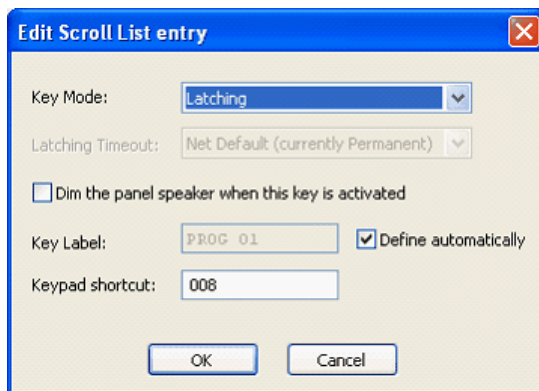 Edit Scroll List entry
Key Mode: Latching
Latching Timeout: Net Default (currently Permanent)
Dim the panel speaker when this key is activated
Key Label: PROG 01 Define automatically
Keypad shortcut: 008
OK Cancel